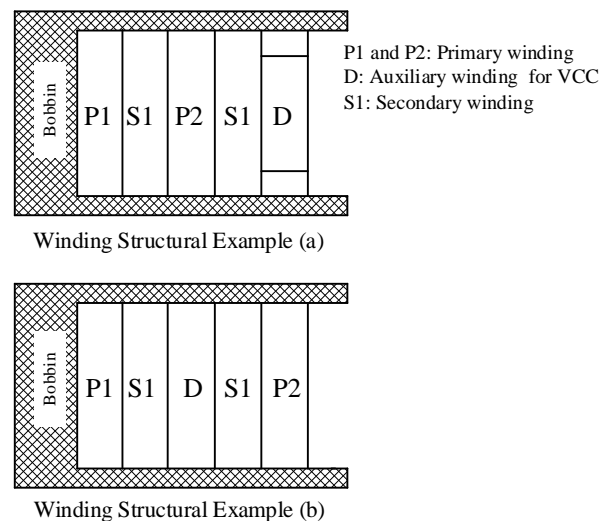 P1 and P2: Primary winding
D: Auxiliary winding for VCC
S1: Secondary winding
Bobbin
P1 S1 P2 S1 D
Winding Structural Example (a)
Bobbin
P1 S1 D S1 P2
Winding Structural Example (b)